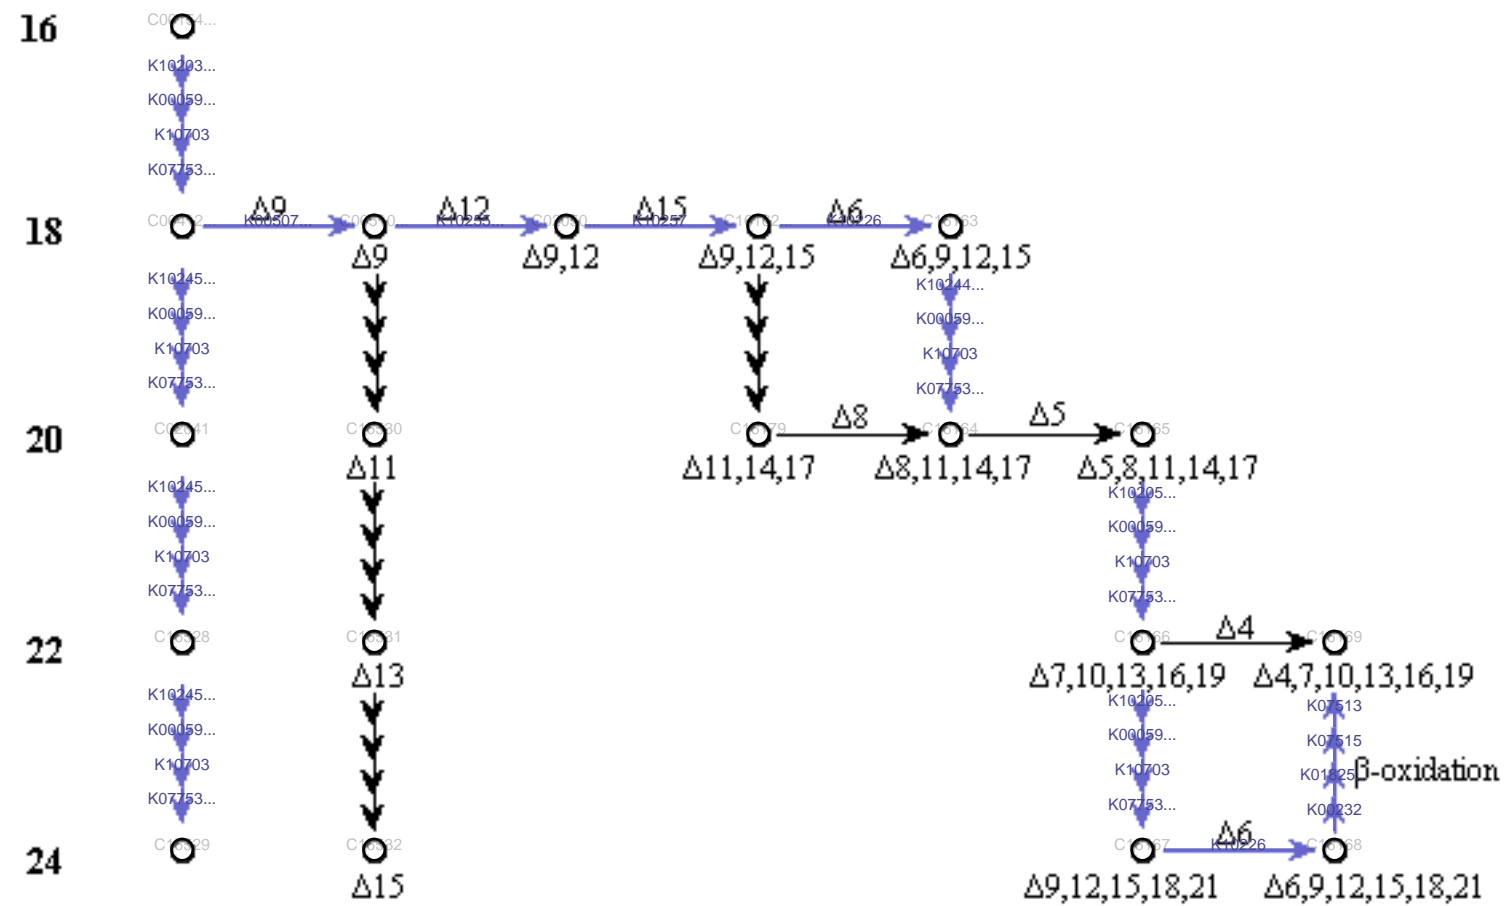 16
K10203...
K00059...
K10703
K07753...
18
Δ9 Δ12 Δ15 Δ6
K00507... K10255... K10257 K10226
Δ9 Δ9,12 Δ9,12,15 Δ6,9,12,15
K10245... K10244...
K00059... K00059...
K10703 K10703
K07753... K07753...
20
Δ8 Δ5
Δ11 Δ11,14,17 Δ8,11,14,17 Δ5,8,11,14,17
K10245... K10205...
K00059... K00059...
K10703 K10703
K07753... K07753...
22
Δ4
Δ13 Δ7,10,13,16,19 Δ4,7,10,13,16,19
K10245... K10205... K07513
K00059... K00059... K07515
K10703 K10703 K01825 β-oxidation
K07753... K07753... K00232
24
Δ6
K10226
Δ15 Δ9,12,15,18,21 Δ6,9,12,15,18,21